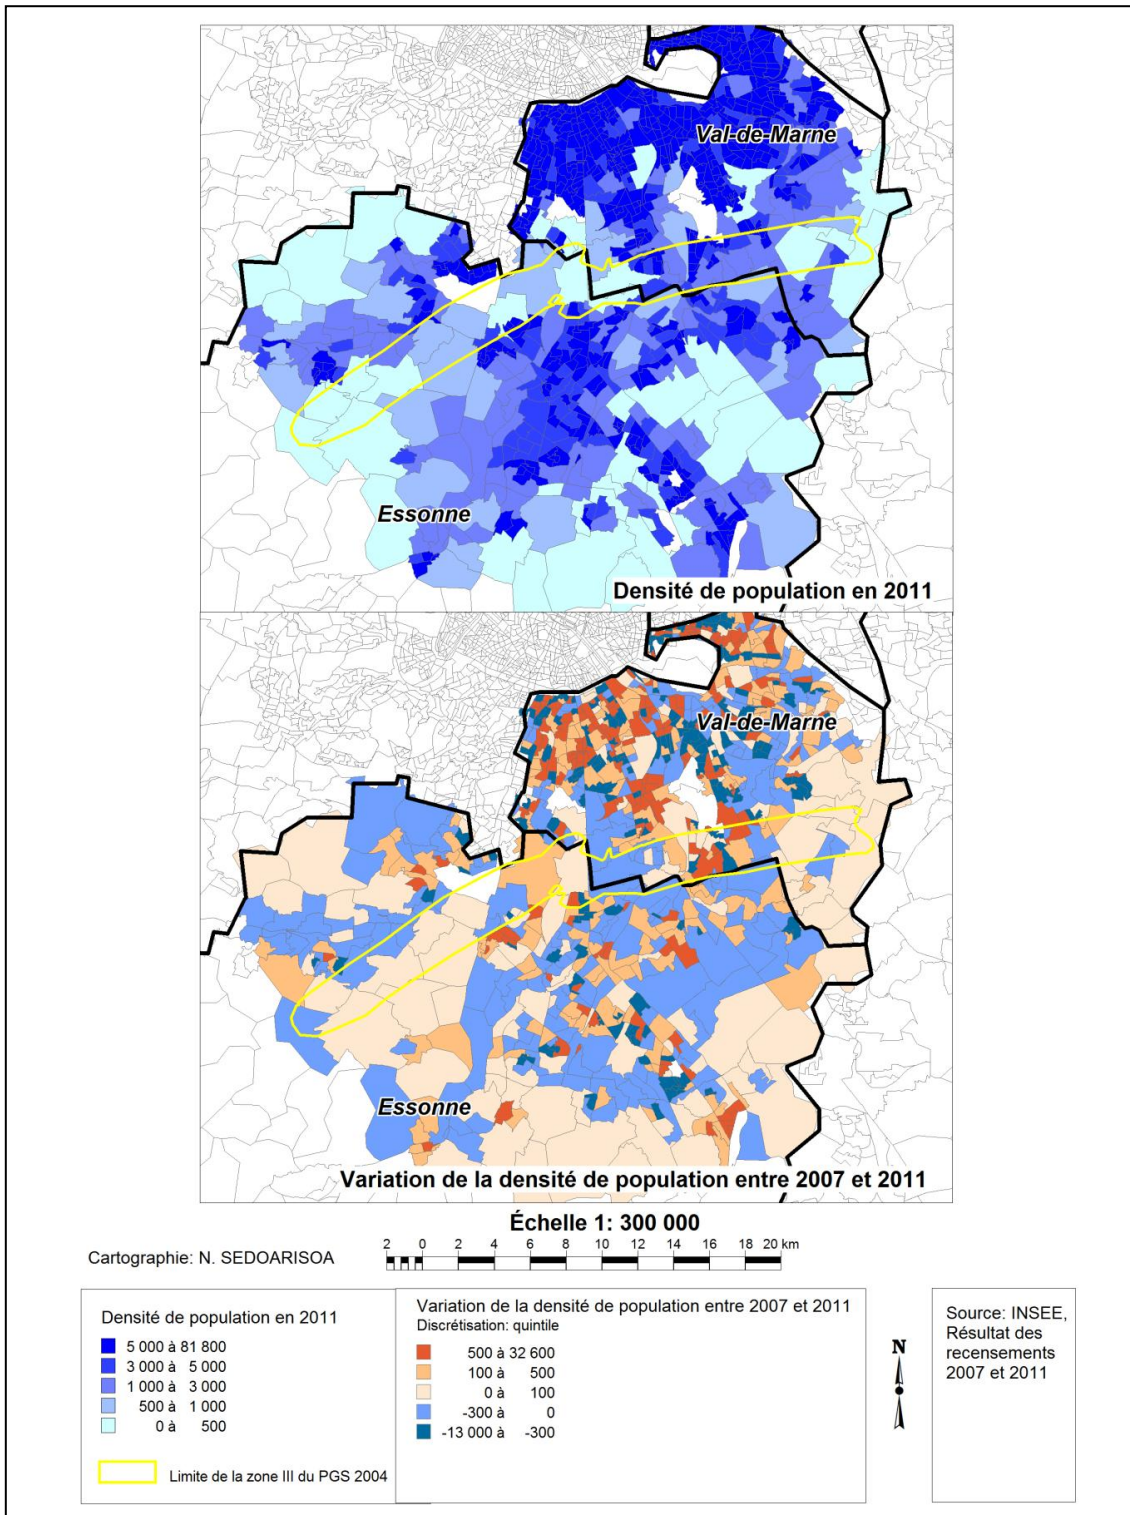 Val-de-Marne
Essonne
Densité de population en 2011
Val-de-Marne
Essonne
Variation de la densité de population entre 2007 et 2011
Échelle 1: 300 000
Cartographie: N. SEDOARISOA
2 0 2 4 6 8 10 12 14 16 18 20 km
Densité de population en 2011
5 000 à 81 800
3 000 à 5 000
1 000 à 3 000
500 à 1 000
0 à 500
Limite de la zone III du PGS 2004
Variation de la densité de population entre 2007 et 2011
Discrétisation: quintile
500 à 32 600
100 à 500
0 à 100
-300 à 0
-13 000 à -300
N
Source: INSEE,
Résultat des
recensements
2007 et 2011